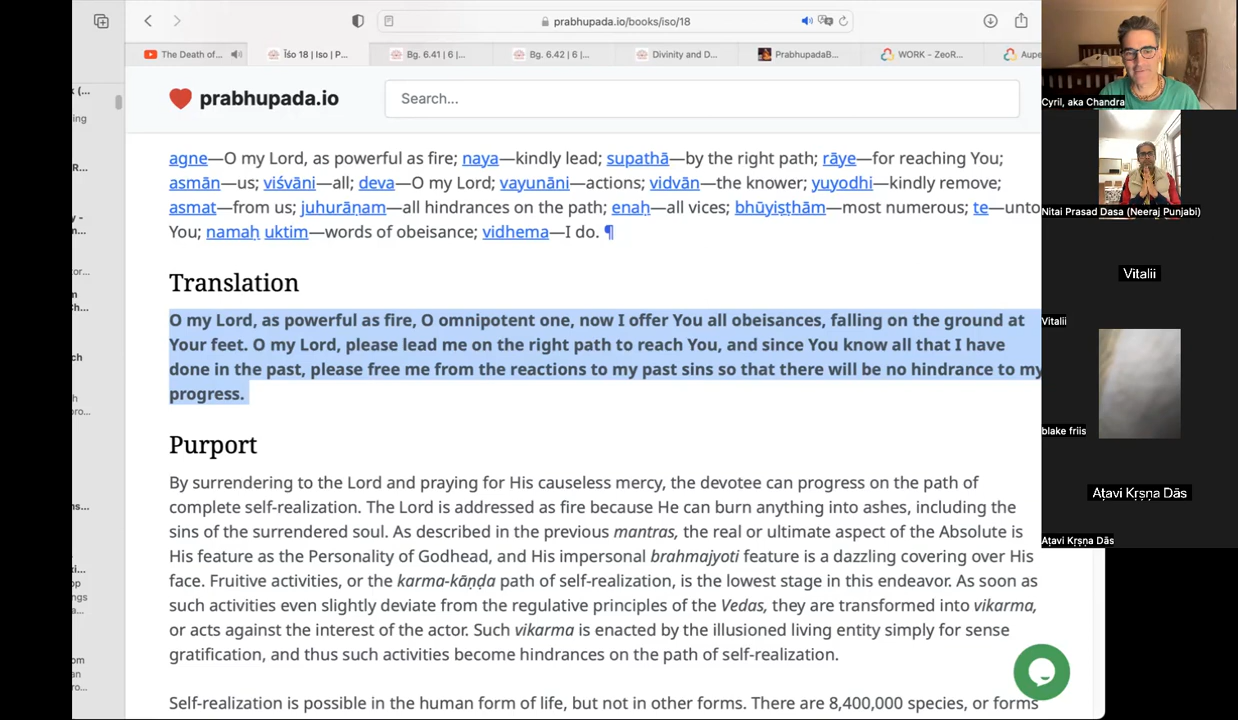 prabhupada.io/books/iso/18
The Death of...
Īśo 18 | Iso | P...
Bg. 6.41 | 6 |...
Bg. 6.42 | 6 |...
Divinity and D...
PrabhupadaB...
WORK - ZeoR...
Aupe
prabhupada.io
Search...
agne—O my Lord, as powerful as fire; naya—kindly lead; supathā—by the right path; rāye—for reaching You;
asmān—us; viśvāni—all; deva—O my Lord; vayunāni—actions; vidvān—the knower; yuyodhi—kindly remove;
asmat—from us; juhurāṇam—all hindrances on the path; enaḥ—all vices; bhūyiṣṭhām—most numerous; te—unto
You; namaḥ uktim—words of obeisance; vidhema—I do. ¶
Translation
O my Lord, as powerful as fire, O omnipotent one, now I offer You all obeisances, falling on the ground at
Your feet. O my Lord, please lead me on the right path to reach You, and since You know all that I have
done in the past, please free me from the reactions to my past sins so that there will be no hindrance to my
progress.
Purport
By surrendering to the Lord and praying for His causeless mercy, the devotee can progress on the path of
complete self-realization. The Lord is addressed as fire because He can burn anything into ashes, including the
sins of the surrendered soul. As described in the previous mantras, the real or ultimate aspect of the Absolute is
His feature as the Personality of Godhead, and His impersonal brahmajyoti feature is a dazzling covering over His
face. Fruitive activities, or the karma-kāṇḍa path of self-realization, is the lowest stage in this endeavor. As soon as
such activities even slightly deviate from the regulative principles of the Vedas, they are transformed into vikarma,
or acts against the interest of the actor. Such vikarma is enacted by the illusioned living entity simply for sense
gratification, and thus such activities become hindrances on the path of self-realization.
Self-realization is possible in the human form of life, but not in other forms. There are 8,400,000 species, or forms
Cyril, aka Chandra
Nitai Prasad Dasa (Neeraj Punjabi)
Vitalii
Vitalii
blake friis
Aṭavi Kṛṣṇa Dās
Aṭavi Kṛṣṇa Dās